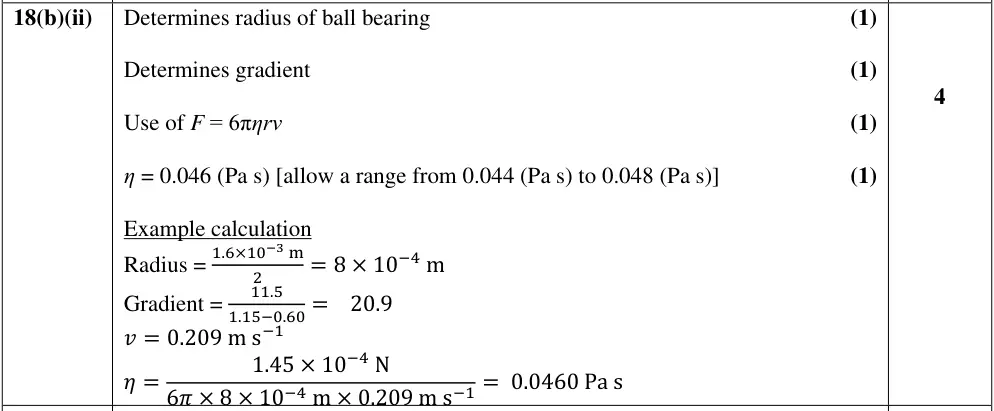 18(b)(ii) Determines radius of ball bearing (1)
Determines gradient (1)
4
Use of F = 6πηrv (1)
η = 0.046 (Pa s) [allow a range from 0.044 (Pa s) to 0.048 (Pa s)] (1)
Example calculation
Radius = 1.6×10⁻³ m / 2 = 8 × 10⁻⁴ m
Gradient = 11.5 / 1.15−0.60 = 20.9
v = 0.209 m s⁻¹
η = 1.45 × 10⁻⁴ N / 6π × 8 × 10⁻⁴ m × 0.209 m s⁻¹ = 0.0460 Pa s